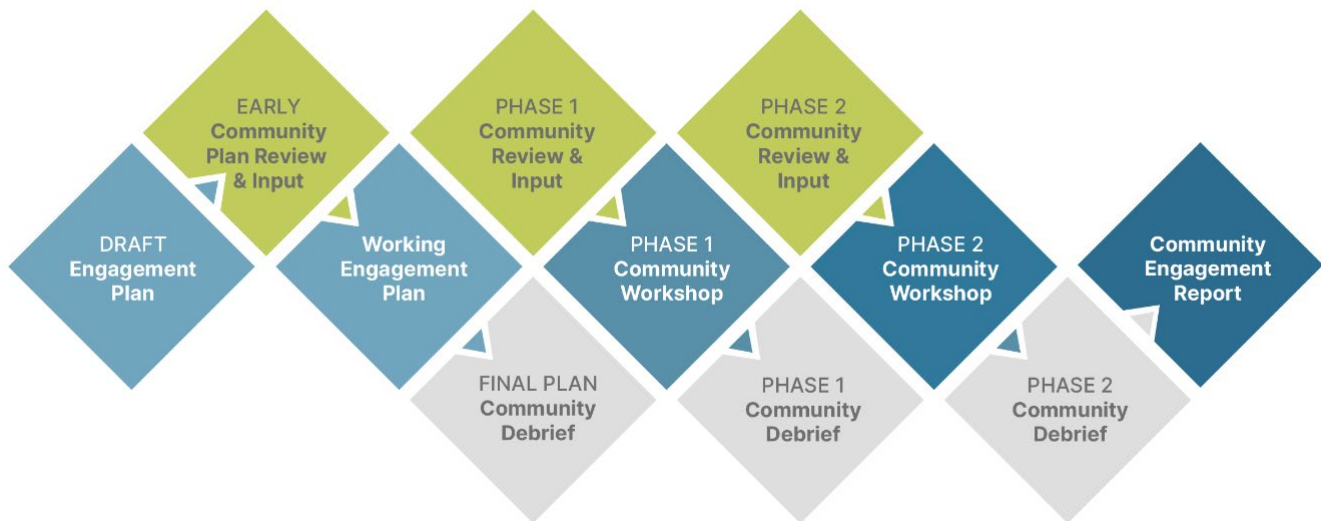 EARLY
Community
Plan Review
& Input
PHASE 1
Community
Review &
Input
PHASE 2
Community
Review &
Input
DRAFT
Engagement
Plan
Working
Engagement
Plan
PHASE 1
Community
Workshop
PHASE 2
Community
Workshop
Community
Engagement
Report
FINAL PLAN
Community
Debrief
PHASE 1
Community
Debrief
PHASE 2
Community
Debrief